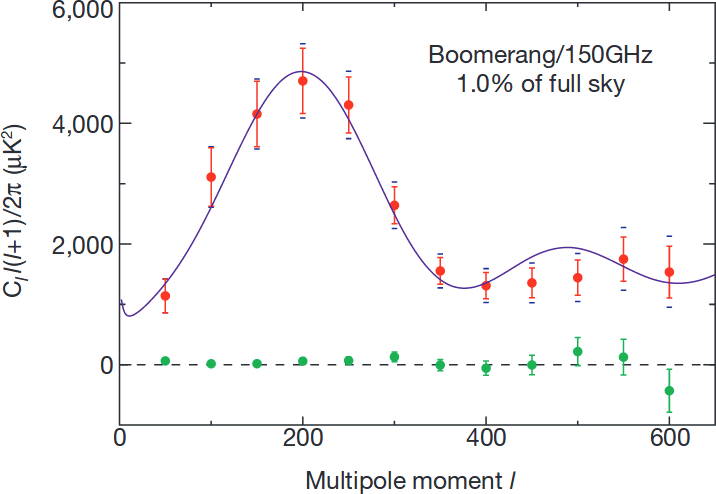 6,000
Boomerang/150GHz
1.0% of full sky
4,000
C_l l(l+1)/2π (μK²)
2,000
0
0 200 400 600
Multipole moment l